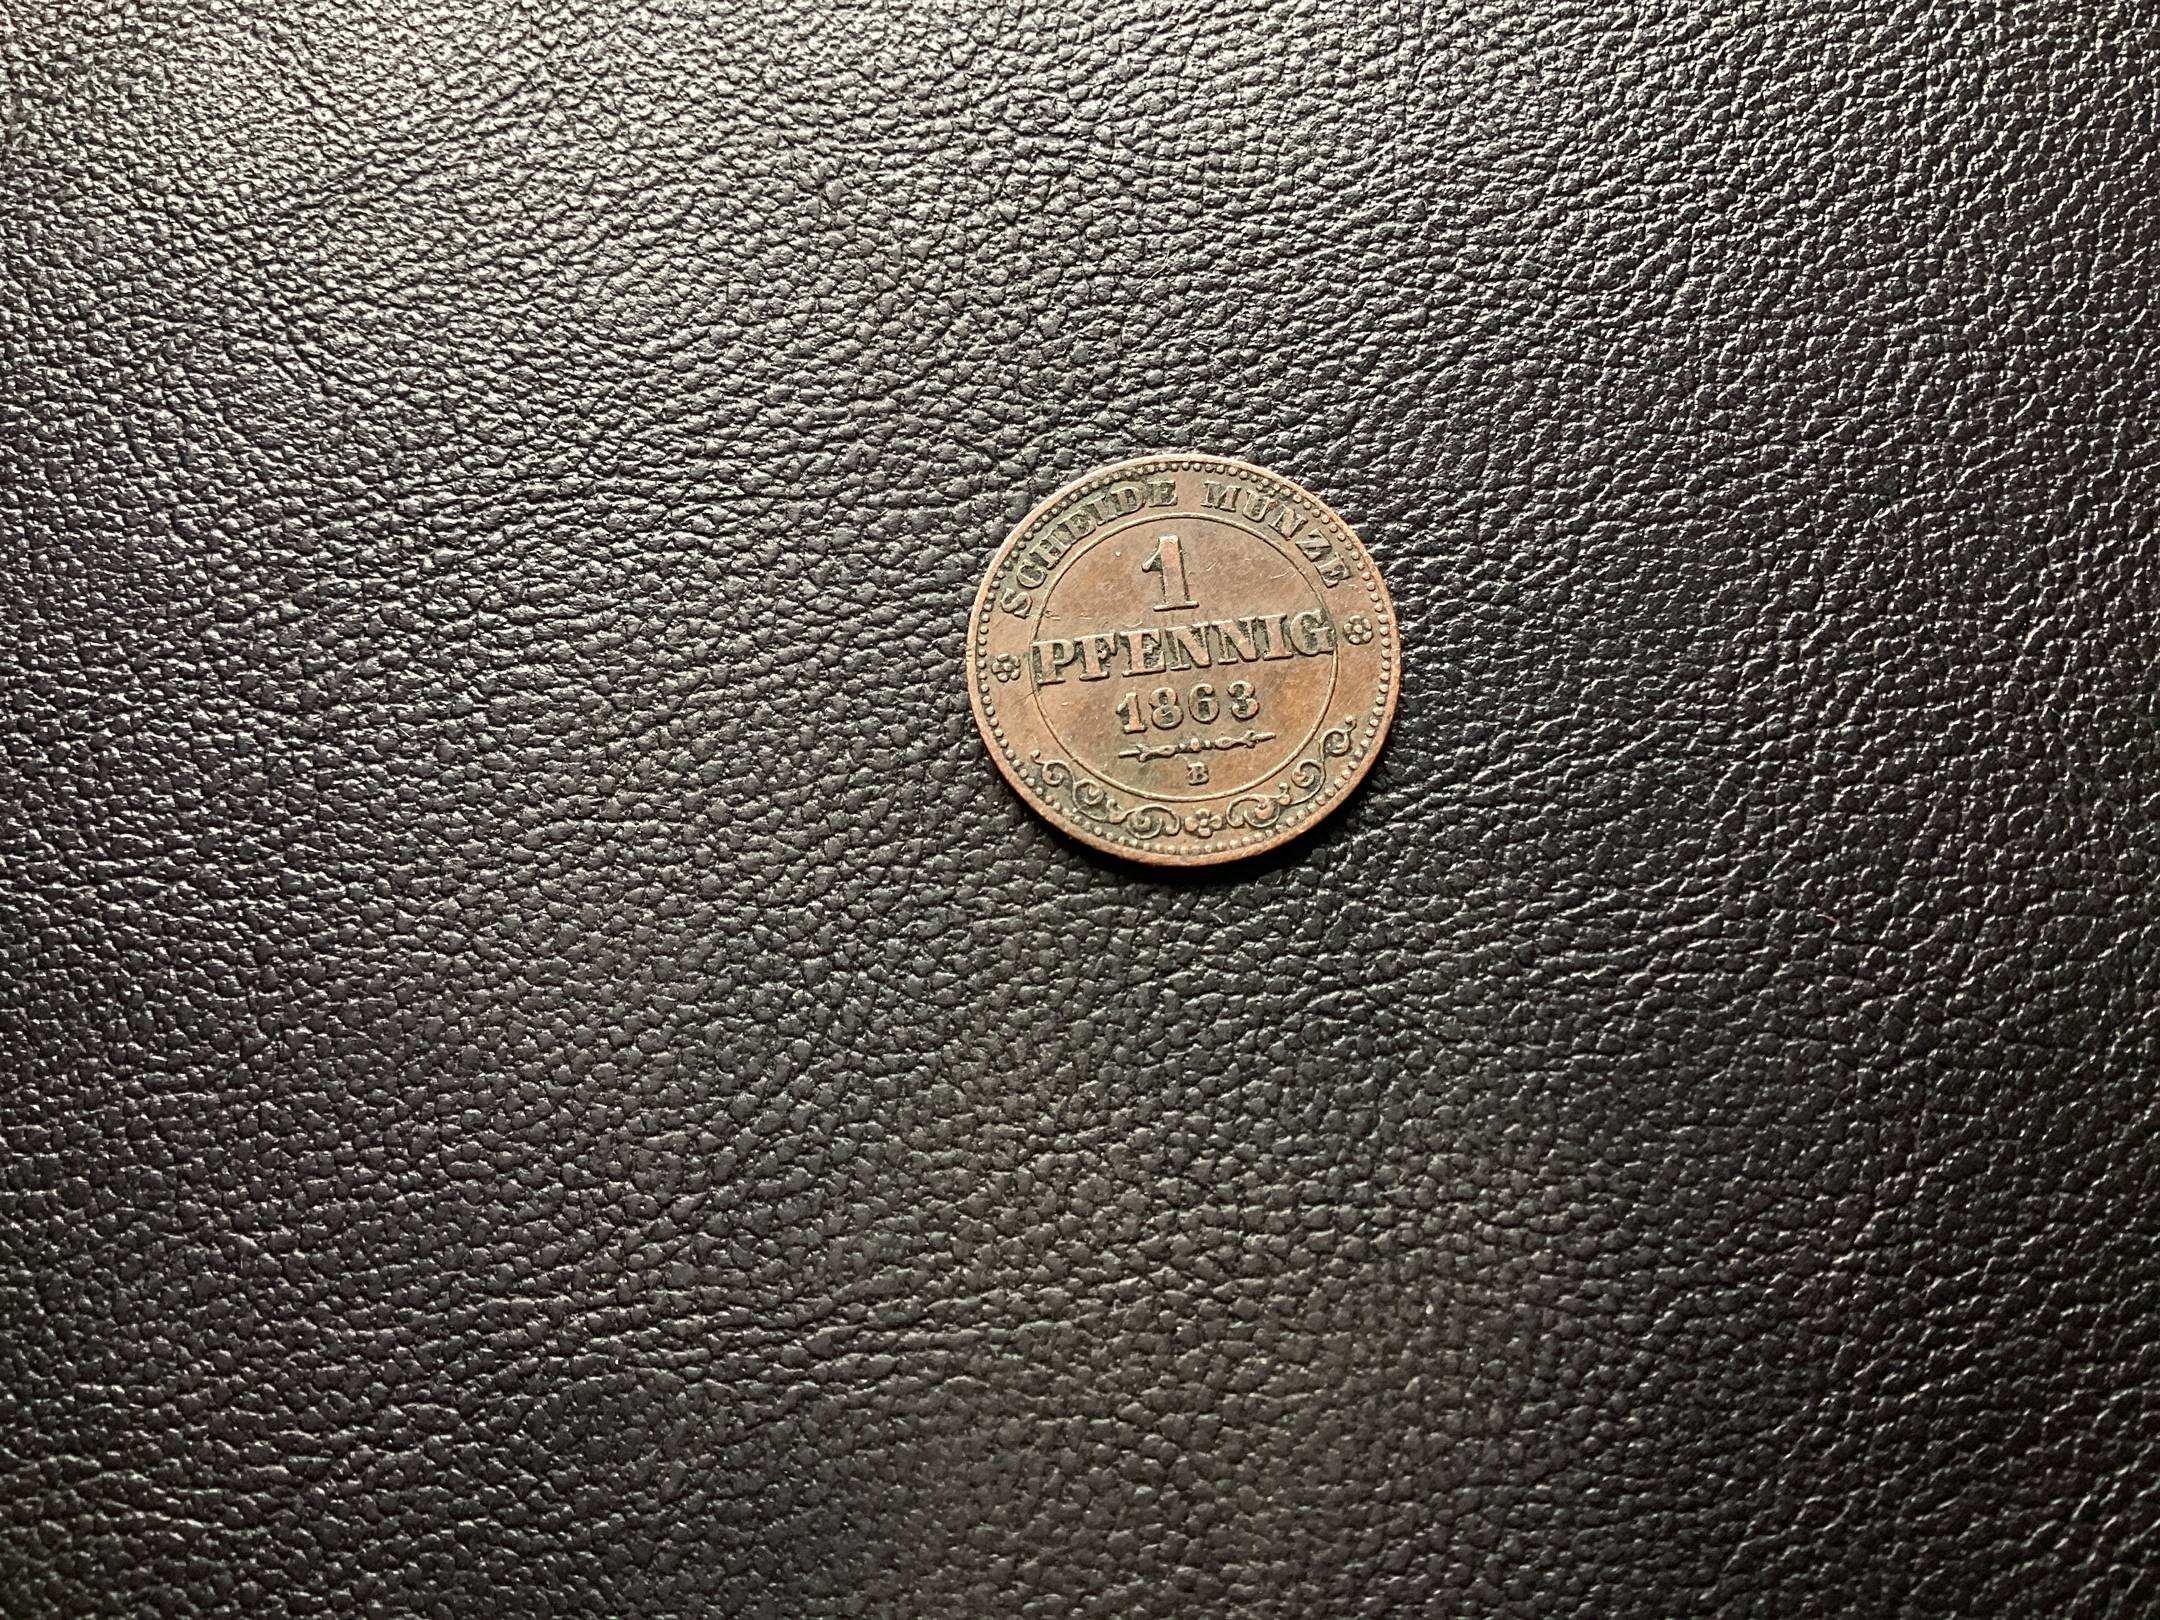 SCHEIDE MÜNZE
1
PFENNIG
1863
B